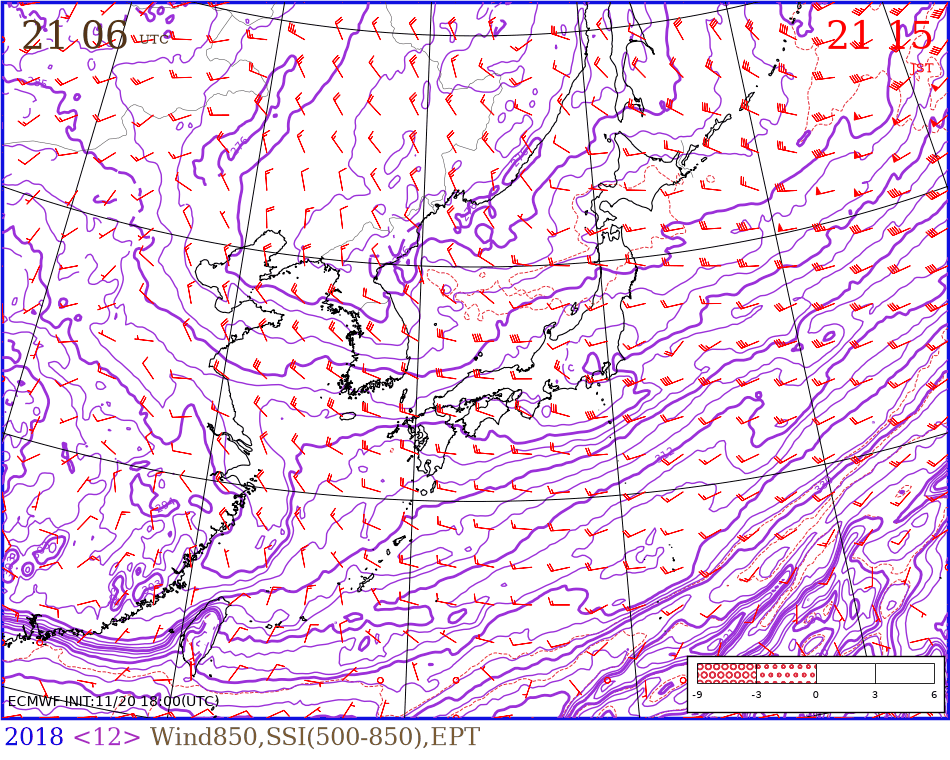 21 06 UTC
21 15
JST
276
ECMWF INIT:11/20 18:00(UTC)
-9 -3 0 3 6
2018 <12> Wind850,SSI(500-850),EPT